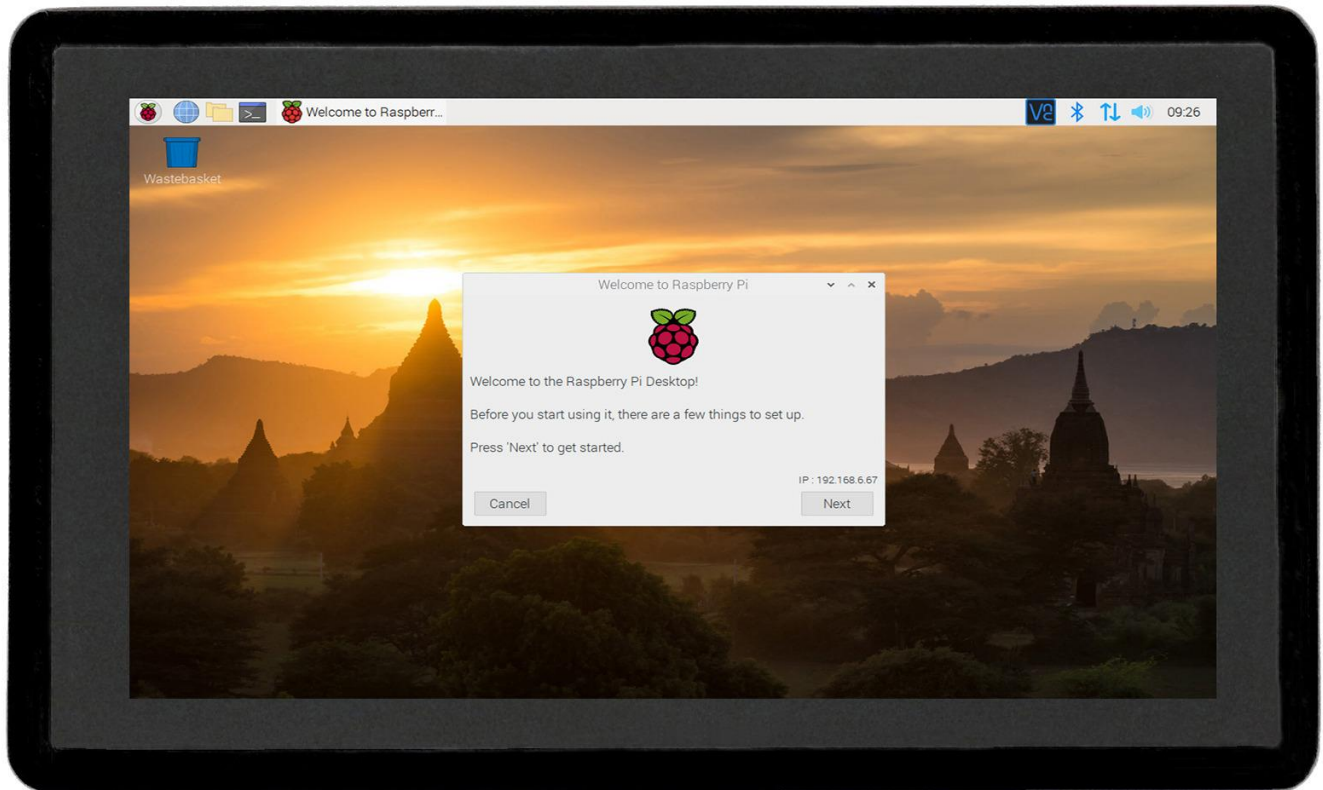 Welcome to Raspberr...
09:26
Wastebasket
Welcome to Raspberry Pi
Welcome to the Raspberry Pi Desktop!
Before you start using it, there are a few things to set up.
Press 'Next' to get started.
IP : 192.168.6.67
Cancel
Next